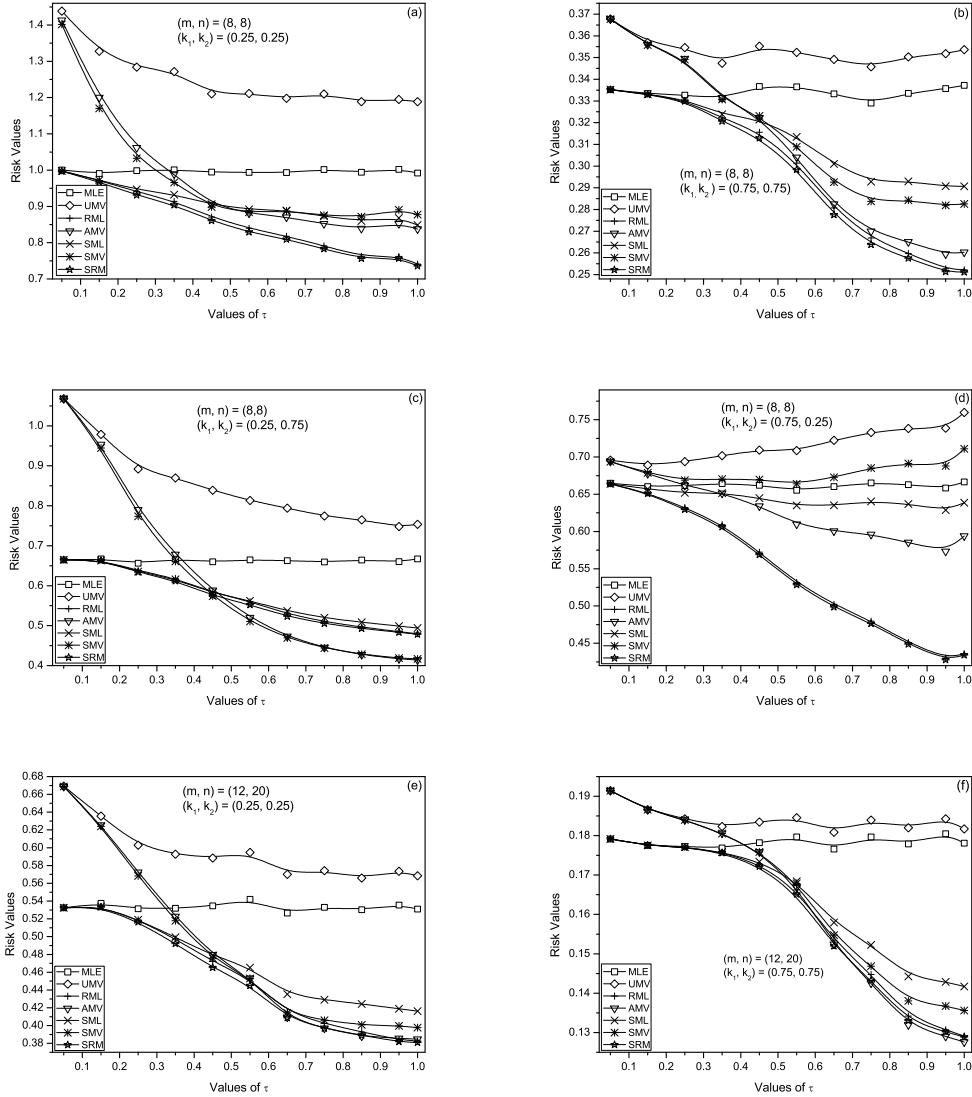 (a)
(m, n) = (8, 8)
(k1, k2) = (0.25, 0.25)
1.4
1.3
1.2
1.1
1.0
0.9
0.8
0.7
Risk Values
MLE
UMV
RML
AMV
SML
SMV
SRM
0.1 0.2 0.3 0.4 0.5 0.6 0.7 0.8 0.9 1.0
Values of τ
(b)
0.37
0.36
0.35
0.34
0.33
0.32
0.31
0.30
0.29
0.28
0.27
0.26
0.25
Risk Values
(m, n) = (8, 8)
(k1, k2) = (0.75, 0.75)
MLE
UMV
RML
AMV
SML
SMV
SRM
0.1 0.2 0.3 0.4 0.5 0.6 0.7 0.8 0.9 1.0
Values of τ
(c)
(m, n) = (8,8)
(k1, k2) = (0.25, 0.75)
1.0
0.9
0.8
0.7
0.6
0.5
0.4
Risk Values
MLE
UMV
RML
AMV
SML
SMV
SRM
0.1 0.2 0.3 0.4 0.5 0.6 0.7 0.8 0.9 1.0
Values of τ
(d)
(m, n) = (8, 8)
(k1, k2) = (0.75, 0.25)
0.75
0.70
0.65
0.60
0.55
0.50
0.45
Risk Values
MLE
UMV
RML
AMV
SML
SMV
SRM
0.1 0.2 0.3 0.4 0.5 0.6 0.7 0.8 0.9 1.0
Values of τ
(e)
(m, n) = (12, 20)
(k1, k2) = (0.25, 0.25)
0.68
0.66
0.64
0.62
0.60
0.58
0.56
0.54
0.52
0.50
0.48
0.46
0.44
0.42
0.40
0.38
Risk Values
MLE
UMV
RML
AMV
SML
SMV
SRM
0.1 0.2 0.3 0.4 0.5 0.6 0.7 0.8 0.9 1.0
Values of τ
(f)
0.19
0.18
0.17
0.16
0.15
0.14
0.13
Risk Values
(m, n) = (12, 20)
(k1, k2) = (0.75, 0.75)
MLE
UMV
RML
AMV
SML
SMV
SRM
0.1 0.2 0.3 0.4 0.5 0.6 0.7 0.8 0.9 1.0
Values of τ